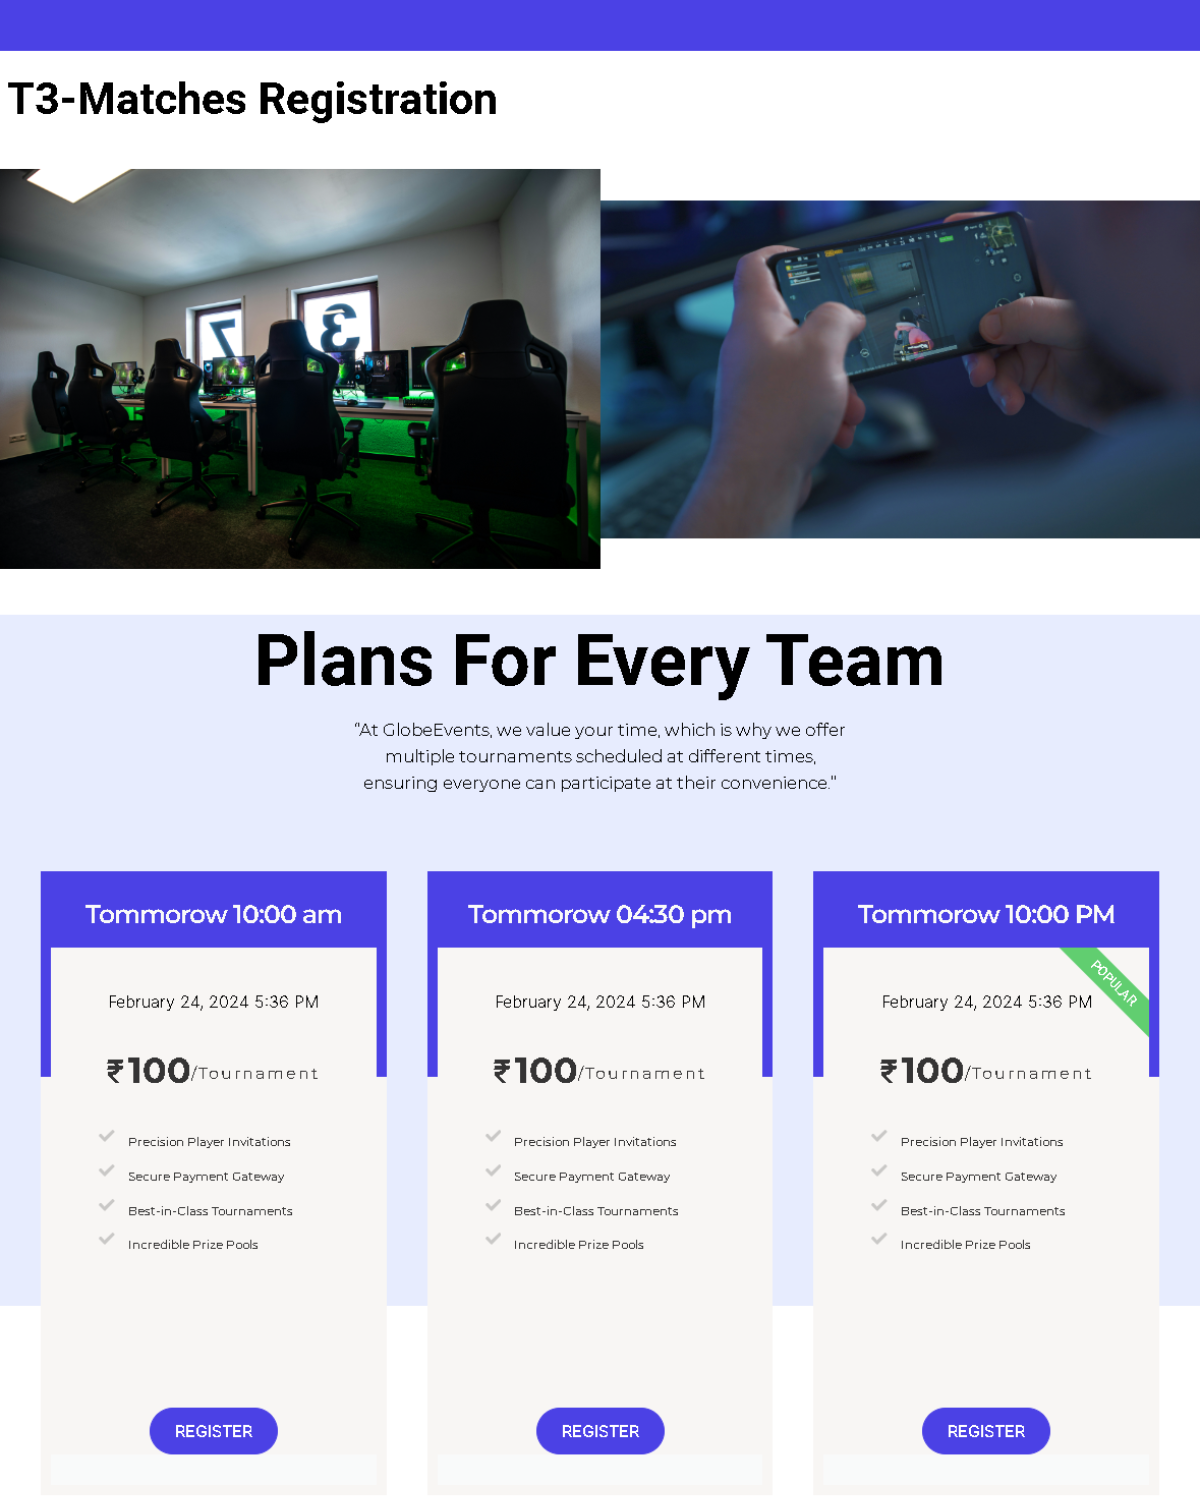 T3-Matches Registration
Plans For Every Team
“At GlobeEvents, we value your time, which is why we offer
multiple tournaments scheduled at different times,
ensuring everyone can participate at their convenience."
Tommorow 10:00 am
February 24, 2024 5:36 PM
₹100/Tournament
Precision Player Invitations
Secure Payment Gateway
Best-in-Class Tournaments
Incredible Prize Pools
REGISTER
Tommorow 04:30 pm
February 24, 2024 5:36 PM
₹100/Tournament
Precision Player Invitations
Secure Payment Gateway
Best-in-Class Tournaments
Incredible Prize Pools
REGISTER
Tommorow 10:00 PM
POPULAR
February 24, 2024 5:36 PM
₹100/Tournament
Precision Player Invitations
Secure Payment Gateway
Best-in-Class Tournaments
Incredible Prize Pools
REGISTER